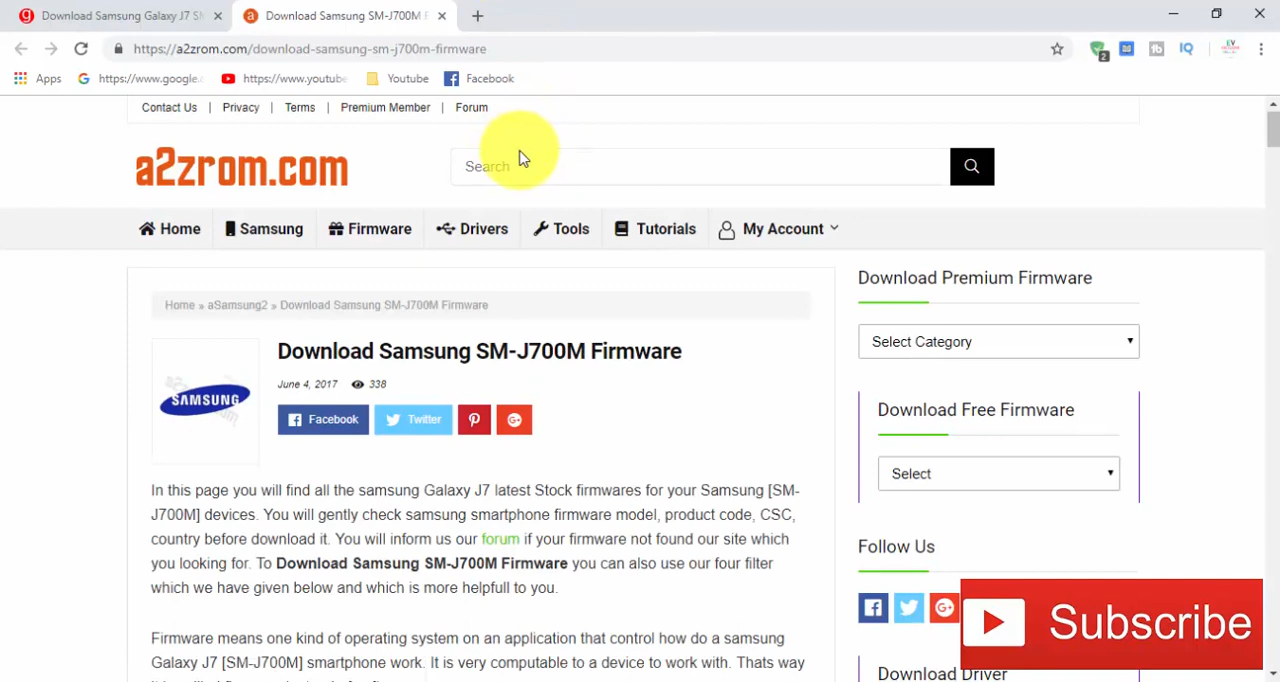 Download Samsung Galaxy J7 SM
Download Samsung SM-J700M F
https://a2zrom.com/download-samsung-sm-j700m-firmware
2
IQ
Apps
https://www.google.c
https://www.youtube
Youtube
Facebook
Contact Us | Privacy | Terms | Premium Member | Forum
a2zrom.com
Search
Home
Samsung
Firmware
Drivers
Tools
Tutorials
My Account
Home » aSamsung2 » Download Samsung SM-J700M Firmware
SAMSUNG
Download Samsung SM-J700M Firmware
June 4, 2017 338
Facebook
Twitter
In this page you will find all the samsung Galaxy J7 latest Stock firmwares for your Samsung [SM-
J700M] devices. You will gently check samsung smartphone firmware model, product code, CSC,
country before download it. You will inform us our forum if your firmware not found our site which
you looking for. To Download Samsung SM-J700M Firmware you can also use our four filter
which we have given below and which is more helpfull to you.
Firmware means one kind of operating system on an application that control how do a samsung
Galaxy J7 [SM-J700M] smartphone work. It is very computable to a device to work with. Thats way
Download Premium Firmware
Select Category
Download Free Firmware
Select
Follow Us
Subscribe
Download Driver